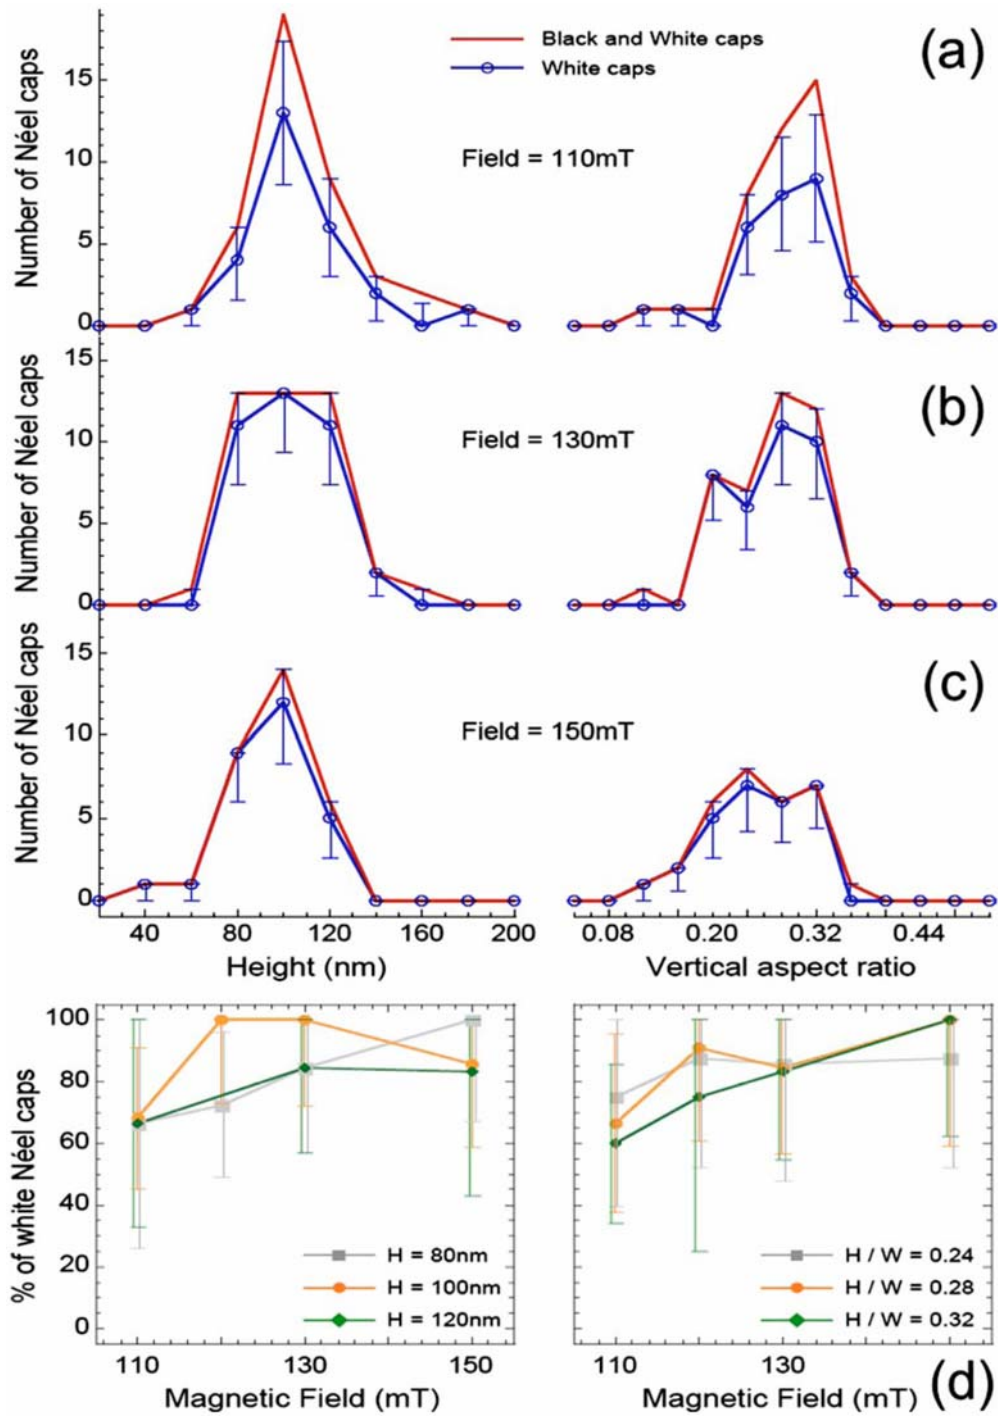 Black and White caps
White caps
(a)
Number of Néel caps
15
10
5
0
Field = 110mT
(b)
Number of Néel caps
15
10
5
0
Field = 130mT
(c)
Number of Néel caps
15
10
5
0
Field = 150mT
40 80 120 160 200
0.08 0.20 0.32 0.44
Height (nm)
Vertical aspect ratio
% of white Néel caps
100
80
60
40
20
0
H = 80nm
H = 100nm
H = 120nm
H / W = 0.24
H / W = 0.28
H / W = 0.32
110 130 150
110 130
Magnetic Field (mT)
Magnetic Field (mT)
(d)